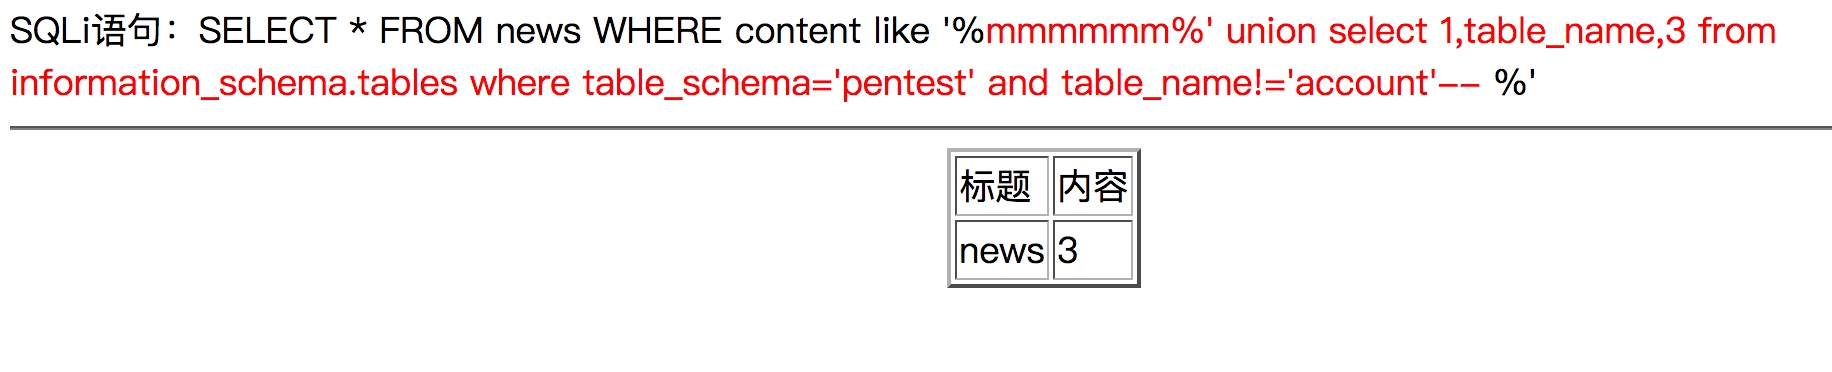 SQLi语句：SELECT * FROM news WHERE content like '%mmmmmm%' union select 1,table_name,3 from
information_schema.tables where table_schema='pentest' and table_name!='account'-- %'
标题 内容
news 3